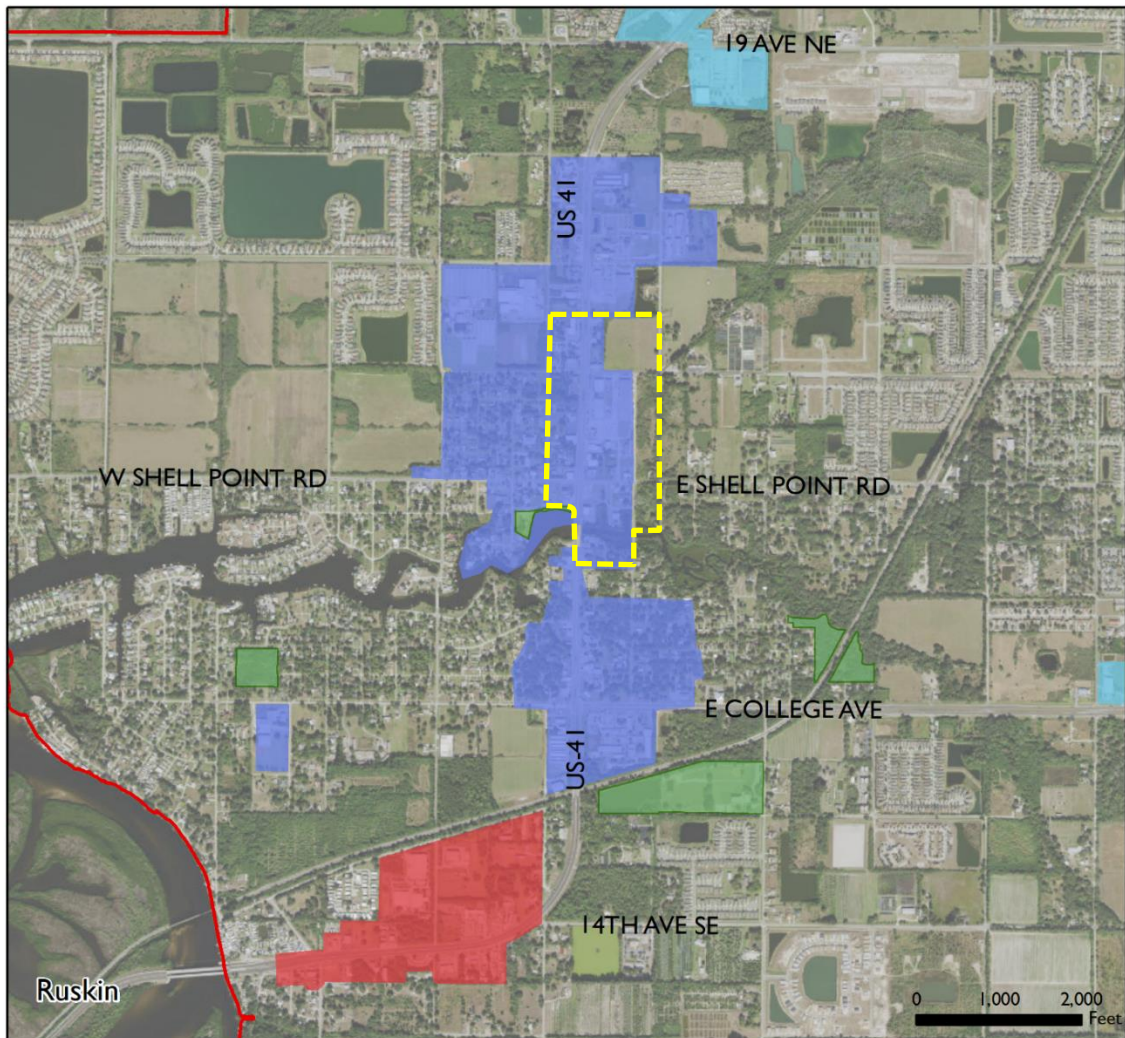 19 AVE NE
US 41
W SHELL POINT RD
E SHELL POINT RD
E COLLEGE AVE
US-41
14TH AVE SE
Ruskin
0 1,000 2,000
Feet